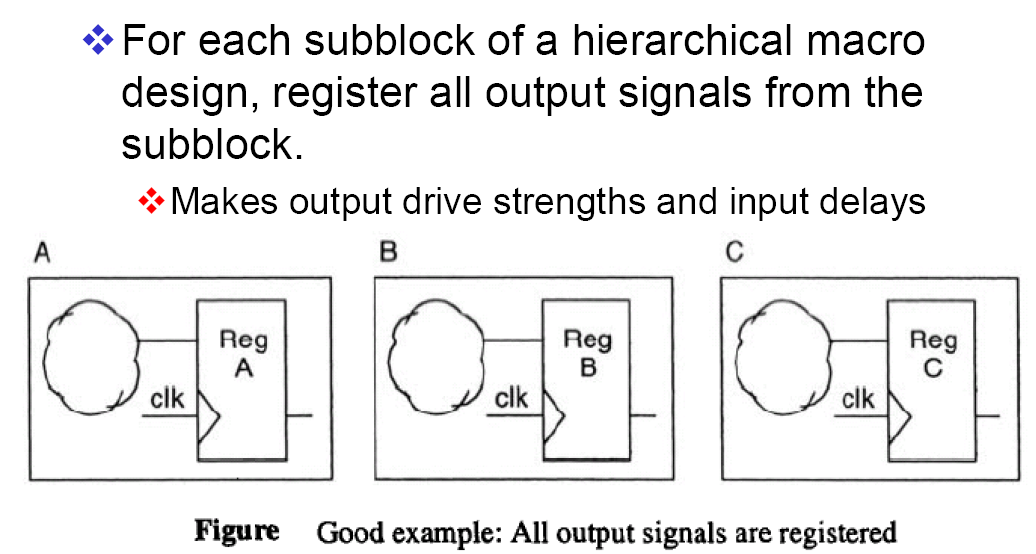 For each subblock of a hierarchical macro
design, register all output signals from the
subblock.
Makes output drive strengths and input delays
A
B
C
Reg
A
clk
Reg
B
clk
Reg
C
clk
Figure Good example: All output signals are registered